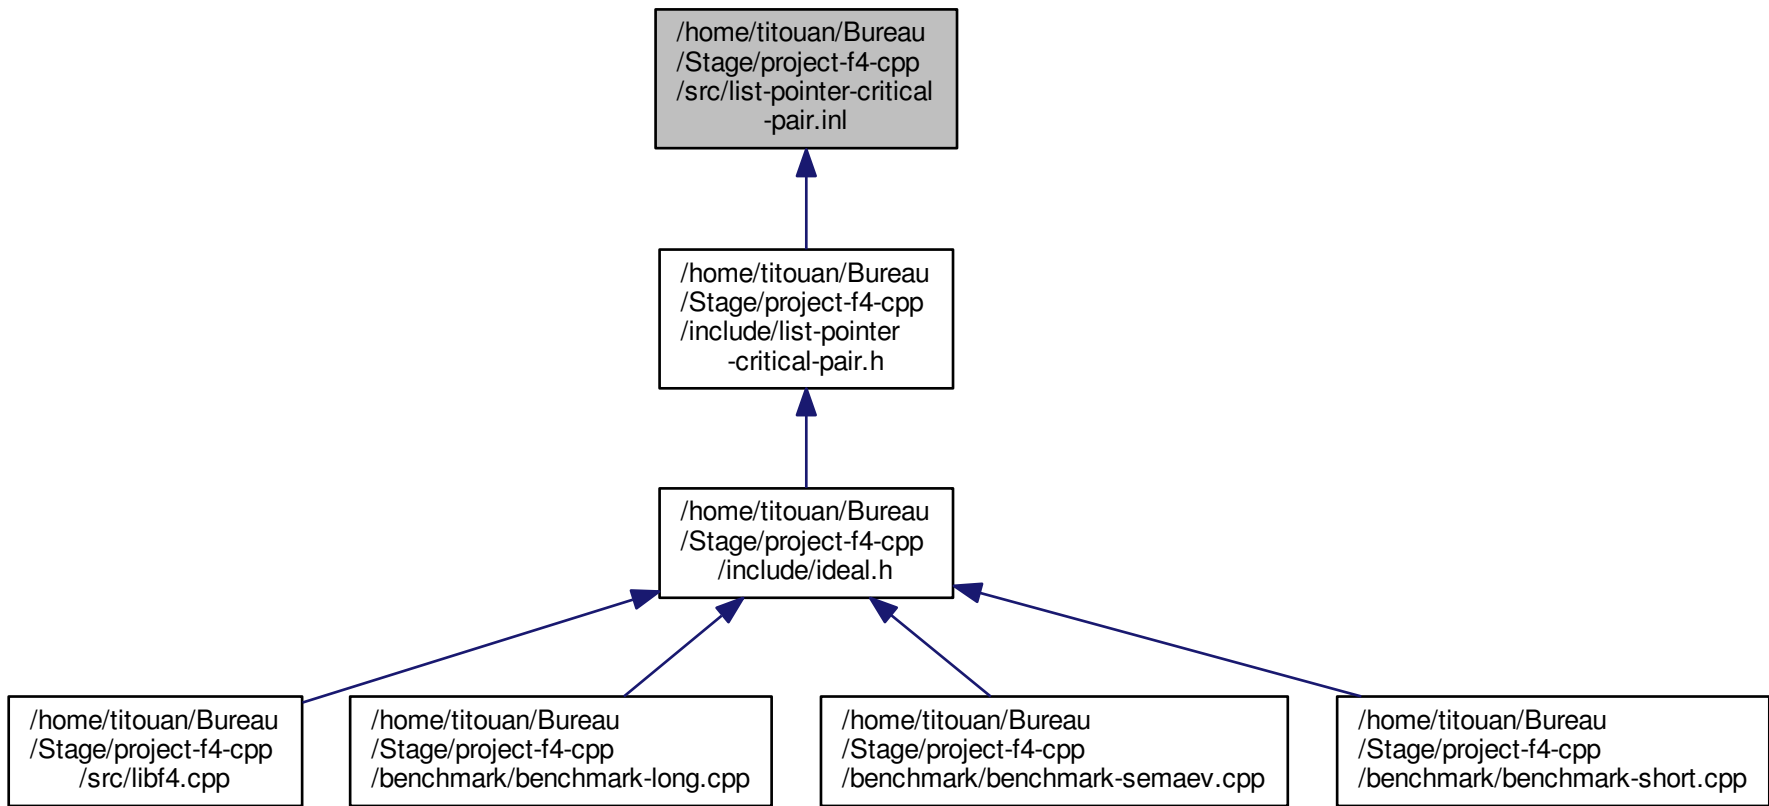 /home/titouan/Bureau
/Stage/project-f4-cpp
/src/list-pointer-critical
-pair.inl
/home/titouan/Bureau
/Stage/project-f4-cpp
/include/list-pointer
-critical-pair.h
/home/titouan/Bureau
/Stage/project-f4-cpp
/include/ideal.h
/home/titouan/Bureau
/Stage/project-f4-cpp
/src/libf4.cpp
/home/titouan/Bureau
/Stage/project-f4-cpp
/benchmark/benchmark-long.cpp
/home/titouan/Bureau
/Stage/project-f4-cpp
/benchmark/benchmark-semaev.cpp
/home/titouan/Bureau
/Stage/project-f4-cpp
/benchmark/benchmark-short.cpp